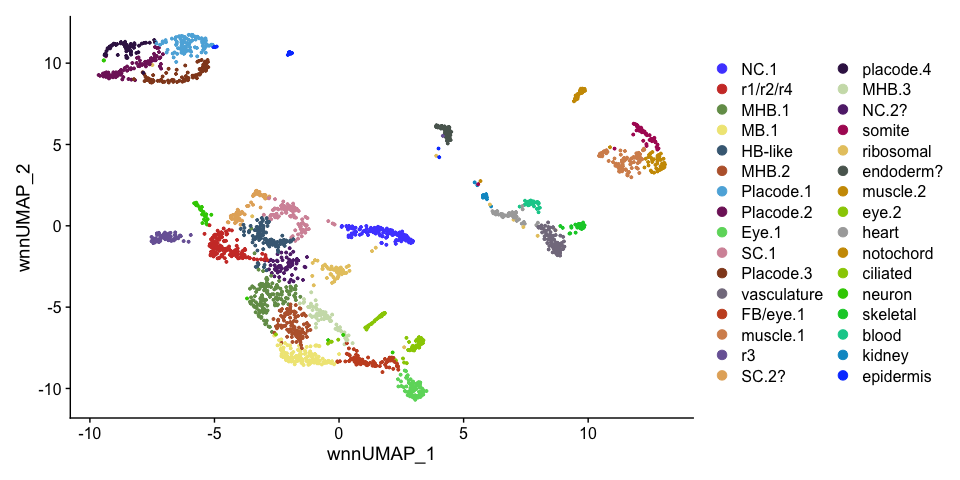 10
5
0
-5
-10
wnnUMAP_2
-10 -5 0 5 10
wnnUMAP_1
NC.1
r1/r2/r4
MHB.1
MB.1
HB-like
MHB.2
Placode.1
Placode.2
Eye.1
SC.1
Placode.3
vasculature
FB/eye.1
muscle.1
r3
SC.2?
placode.4
MHB.3
NC.2?
somite
ribosomal
endoderm?
muscle.2
eye.2
heart
notochord
ciliated
neuron
skeletal
blood
kidney
epidermis